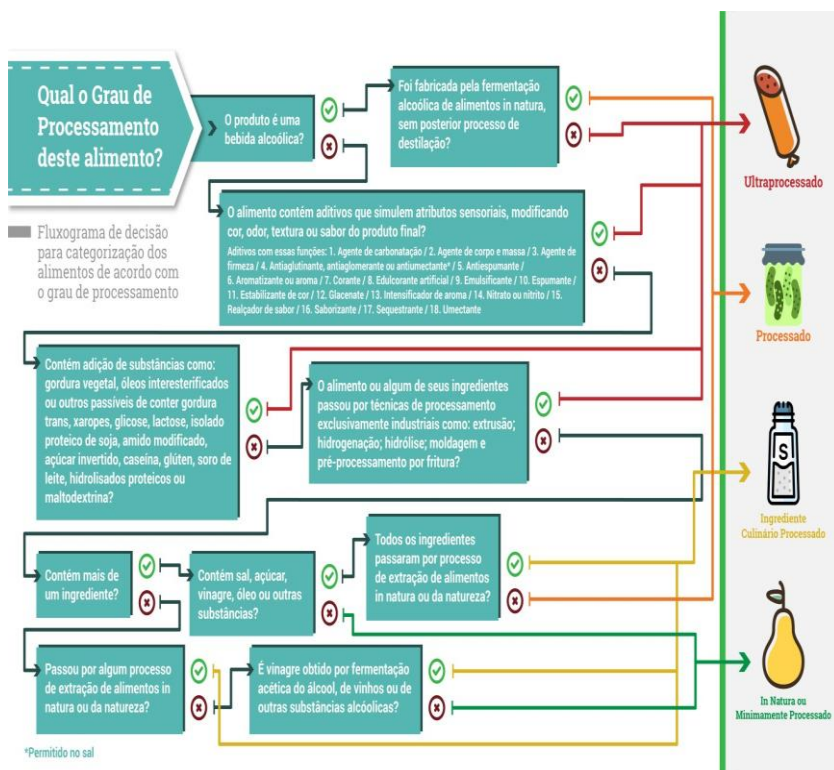 Qual o Grau de
Processamento
deste alimento?
Fluxograma de decisão
para categorização dos
alimentos de acordo com
o grau de processamento
O produto é uma
bebida alcoólica?
Foi fabricada pela fermentação
alcoólica de alimentos in natura,
sem posterior processo de
destilação?
O alimento contém aditivos que simulem atributos sensoriais, modificando
cor, odor, textura ou sabor do produto final?
Aditivos com essas funções: 1. Agente de carbonatação / 2. Agente de corpo e massa / 3. Agente de
firmeza / 4. Antiaglutinante, antiaglomerante ou antiumectante* / 5. Antiespumante /
6. Aromatizante ou aroma / 7. Corante / 8. Edulcorante artificial / 9. Emulsificante / 10. Espumante /
11. Estabilizante de cor / 12. Glacenate / 13. Intensificador de aroma / 14. Nitrato ou nitrito / 15.
Realçador de sabor / 16. Saborizante / 17. Sequestrante / 18. Umectante
Contém adição de substâncias como:
gordura vegetal, óleos interesterificados
ou outros passíveis de conter gordura
trans, xaropes, glicose, lactose, isolado
proteico de soja, amido modificado,
açúcar invertido, caseína, glúten, soro de
leite, hidrolisados proteicos ou
maltodextrina?
O alimento ou algum de seus ingredientes
passou por técnicas de processamento
exclusivamente industriais como: extrusão;
hidrogenação; hidrólise; moldagem e
pré-processamento por fritura?
Contém mais de
um ingrediente?
Contém sal, açúcar,
vinagre, óleo ou outras
substâncias?
Todos os ingredientes
passaram por processo
de extração de alimentos
in natura ou da natureza?
Passou por algum processo
de extração de alimentos in
natura ou da natureza?
É vinagre obtido por fermentação
acética do álcool, de vinhos ou de
outras substâncias alcóolicas?
*Permitido no sal
Ultraprocessado
Processado
S
Ingrediente
Culinário Processado
In Natura ou
Minimamente Processado